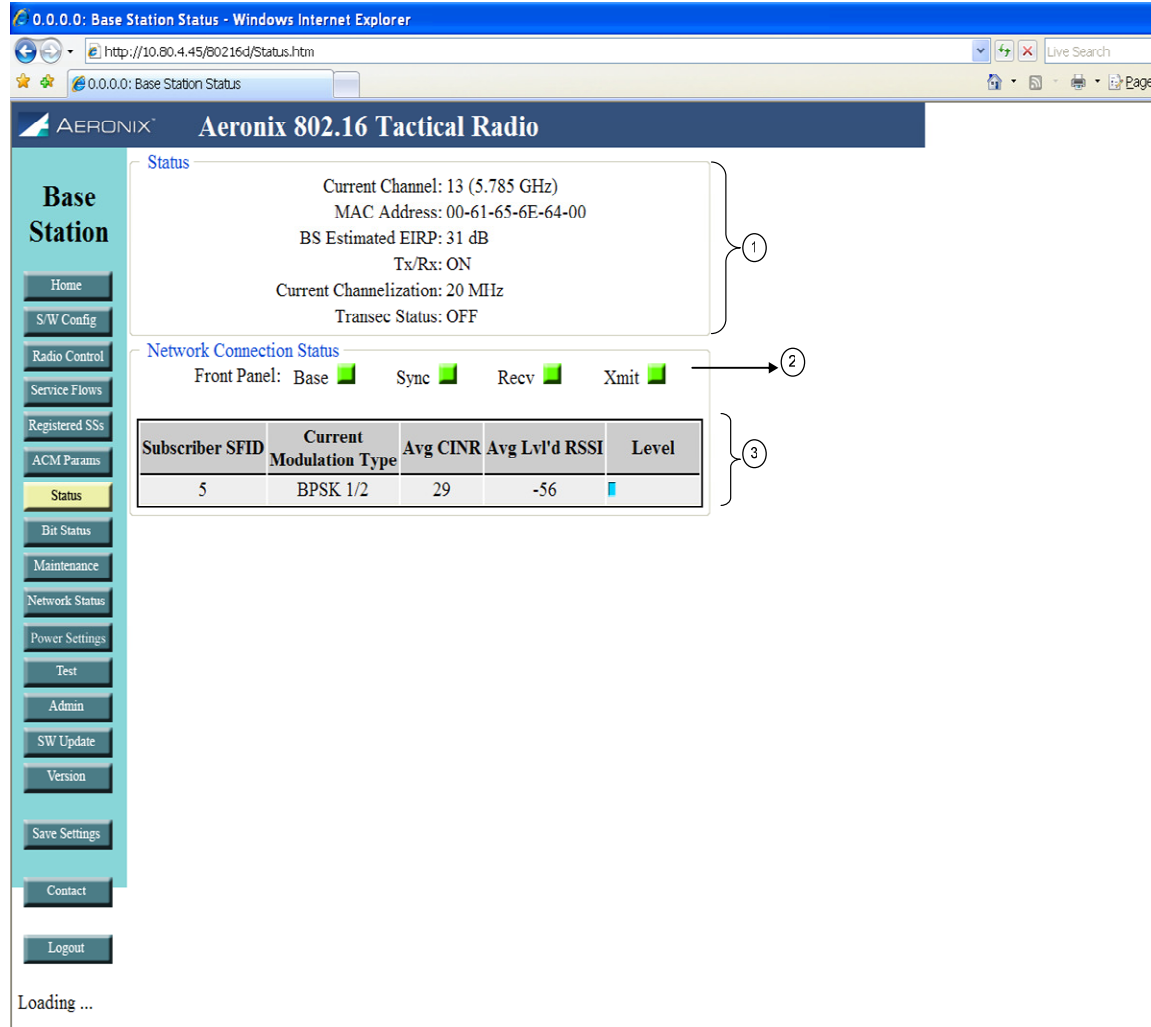 0.0.0.0: Base Station Status - Windows Internet Explorer
http://10.80.4.45/80216d/Status.htm
Live Search
0.0.0.0: Base Station Status
Page
AERONIX
Aeronix 802.16 Tactical Radio
Base
Station
Home
S/W Config
Radio Control
Service Flows
Registered SSs
ACM Params
Status
Bit Status
Maintenance
Network Status
Power Settings
Test
Admin
SW Update
Version
Save Settings
Contact
Logout
Loading ...
Status
Current Channel: 13 (5.785 GHz)
MAC Address: 00-61-65-6E-64-00
BS Estimated EIRP: 31 dB
Tx/Rx: ON
Current Channelization: 20 MHz
Transec Status: OFF
1
Network Connection Status
Front Panel: Base Sync Recv Xmit
2
Subscriber SFID Current Modulation Type Avg CINR Avg Lvl'd RSSI Level
5 BPSK 1/2 29 -56
3